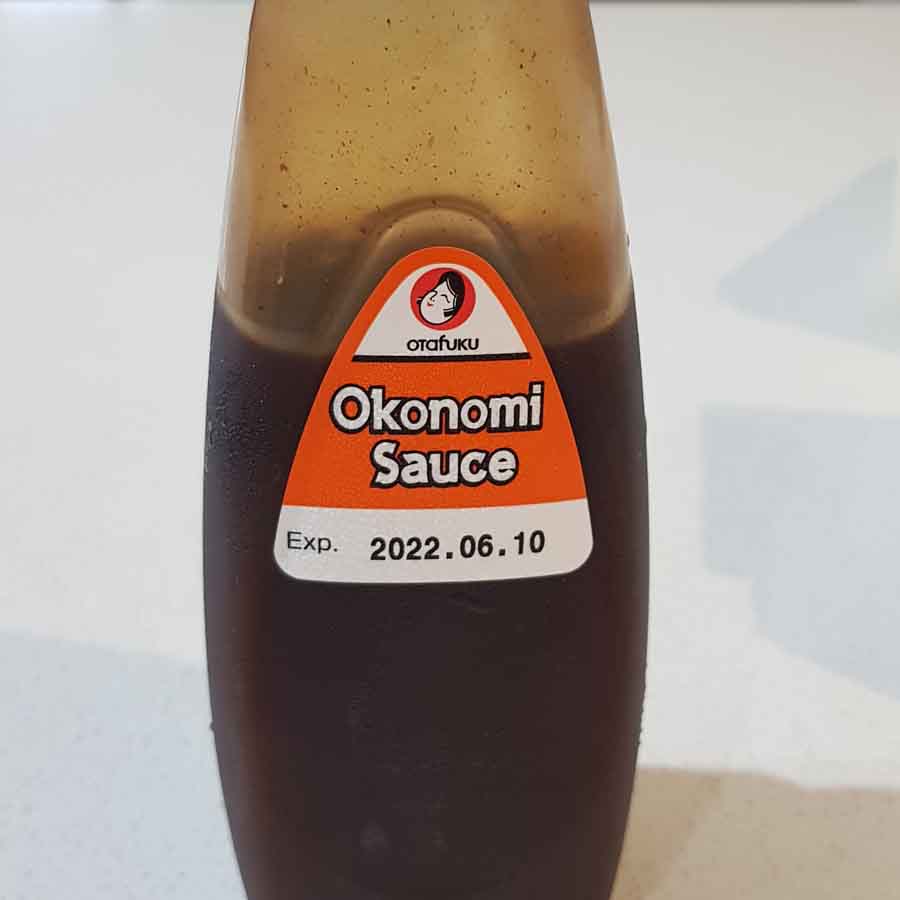 OTAFUKU
Okonomi
Sauce
Exp. 2022.06.10